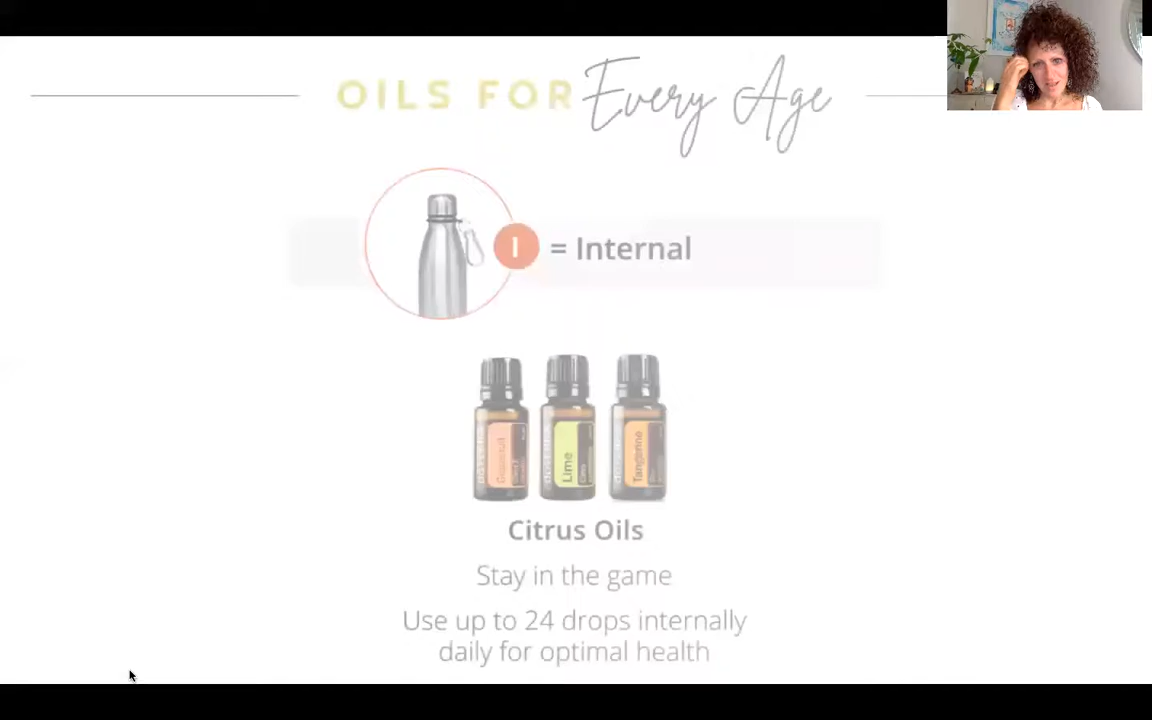 OILS FOR Every Age
I = Internal
Lime
Tangerine
Citrus Oils
Stay in the game
Use up to 24 drops internally
daily for optimal health